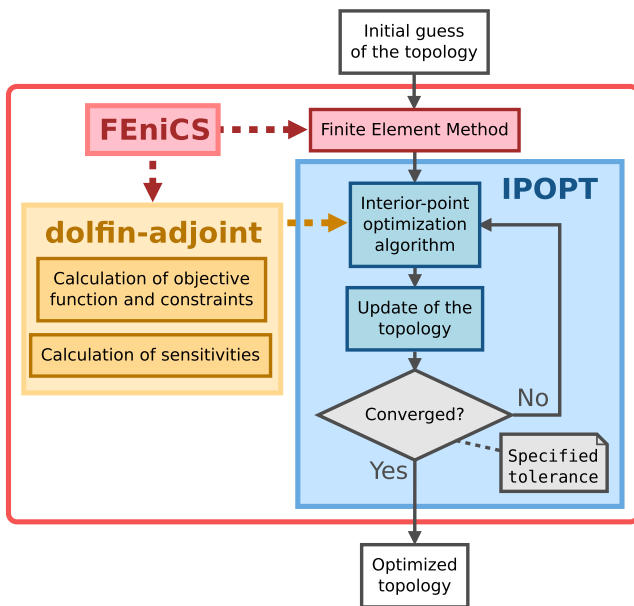 Initial guess
of the topology
FEniCS
Finite Element Method
IPOPT
Interior-point
optimization
algorithm
dolfin-adjoint
Calculation of objective
function and constraints
Calculation of sensitivities
Update of the
topology
Converged?
No
Specified
tolerance
Yes
Optimized
topology